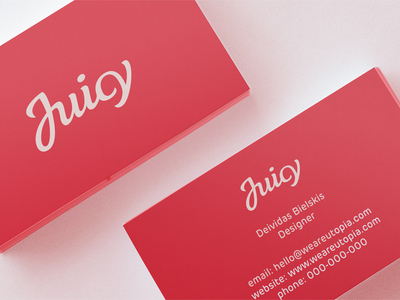 Juicy
Juicy
Deividas Bielskis
Designer
email: hello@weareutopia.com
website: www.weareutopia.com
phone: 000-000-000